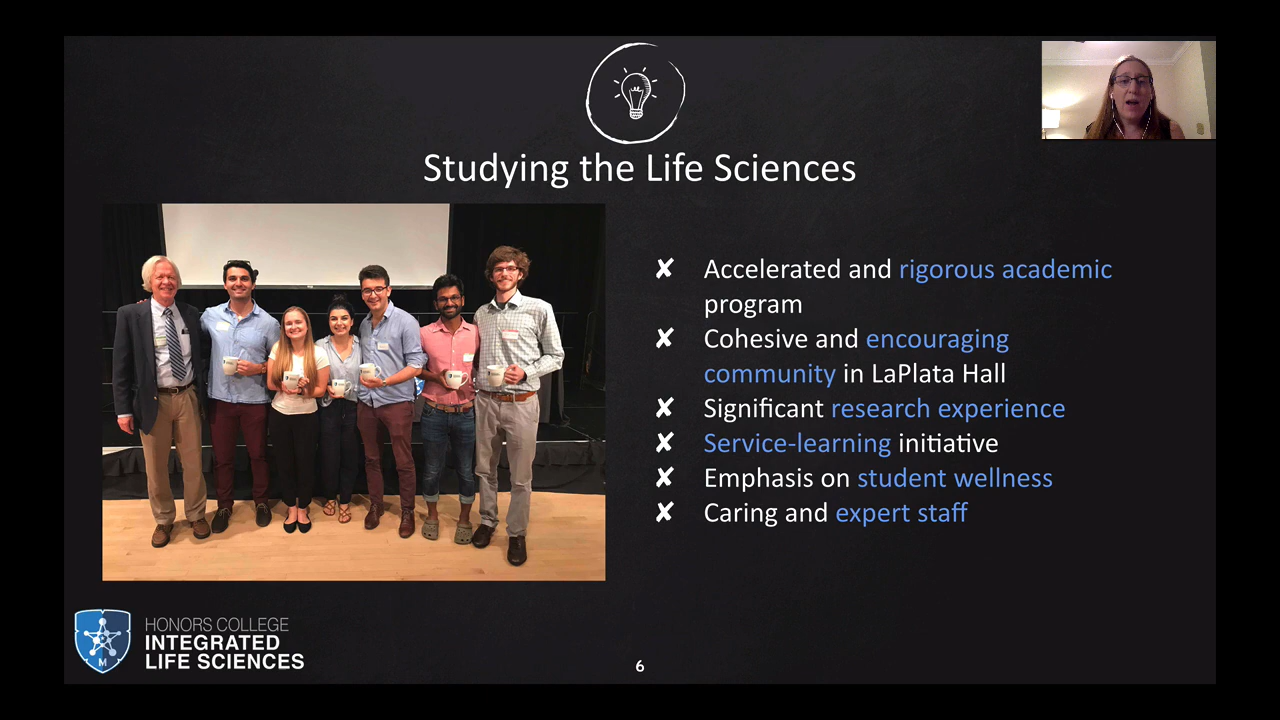 Studying the Life Sciences
✘ Accelerated and rigorous academic
program
✘ Cohesive and encouraging
community in LaPlata Hall
✘ Significant research experience
✘ Service-learning initiative
✘ Emphasis on student wellness
✘ Caring and expert staff
M
HONORS COLLEGE
INTEGRATED
LIFE SCIENCES
6